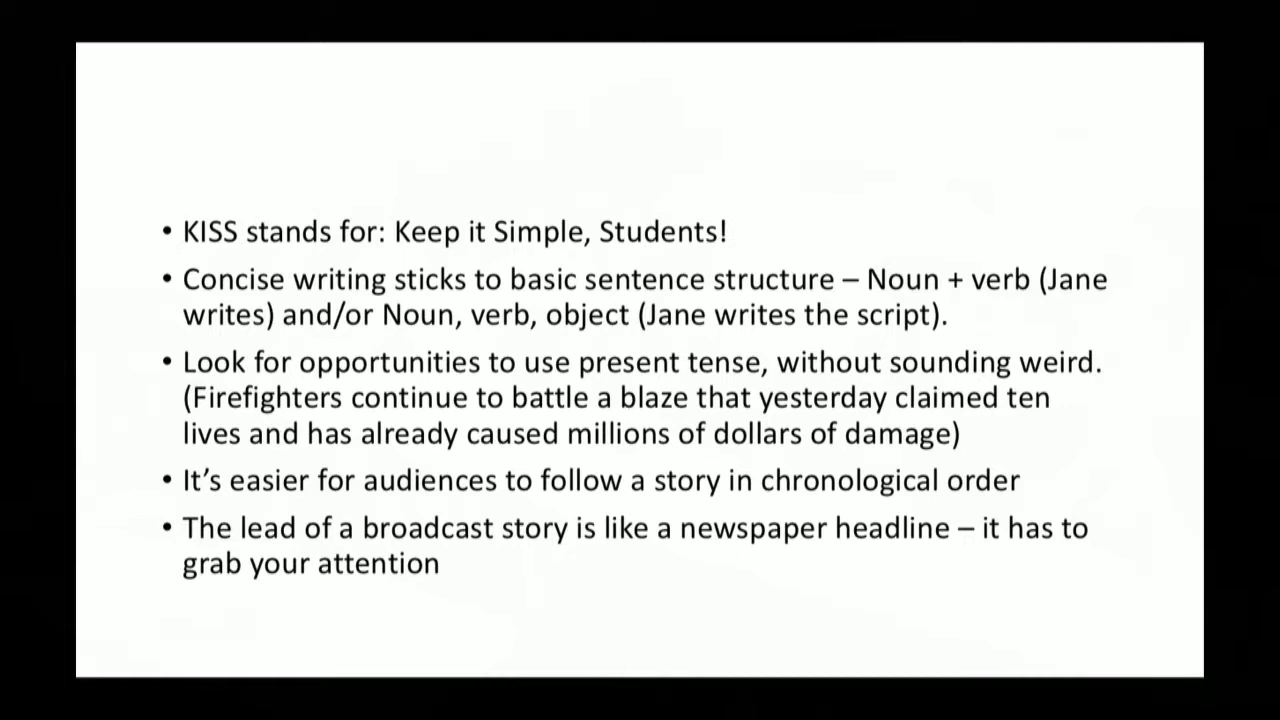 • KISS stands for: Keep it Simple, Students!
• Concise writing sticks to basic sentence structure – Noun + verb (Jane
writes) and/or Noun, verb, object (Jane writes the script).
• Look for opportunities to use present tense, without sounding weird.
(Firefighters continue to battle a blaze that yesterday claimed ten
lives and has already caused millions of dollars of damage)
• It’s easier for audiences to follow a story in chronological order
• The lead of a broadcast story is like a newspaper headline – it has to
grab your attention